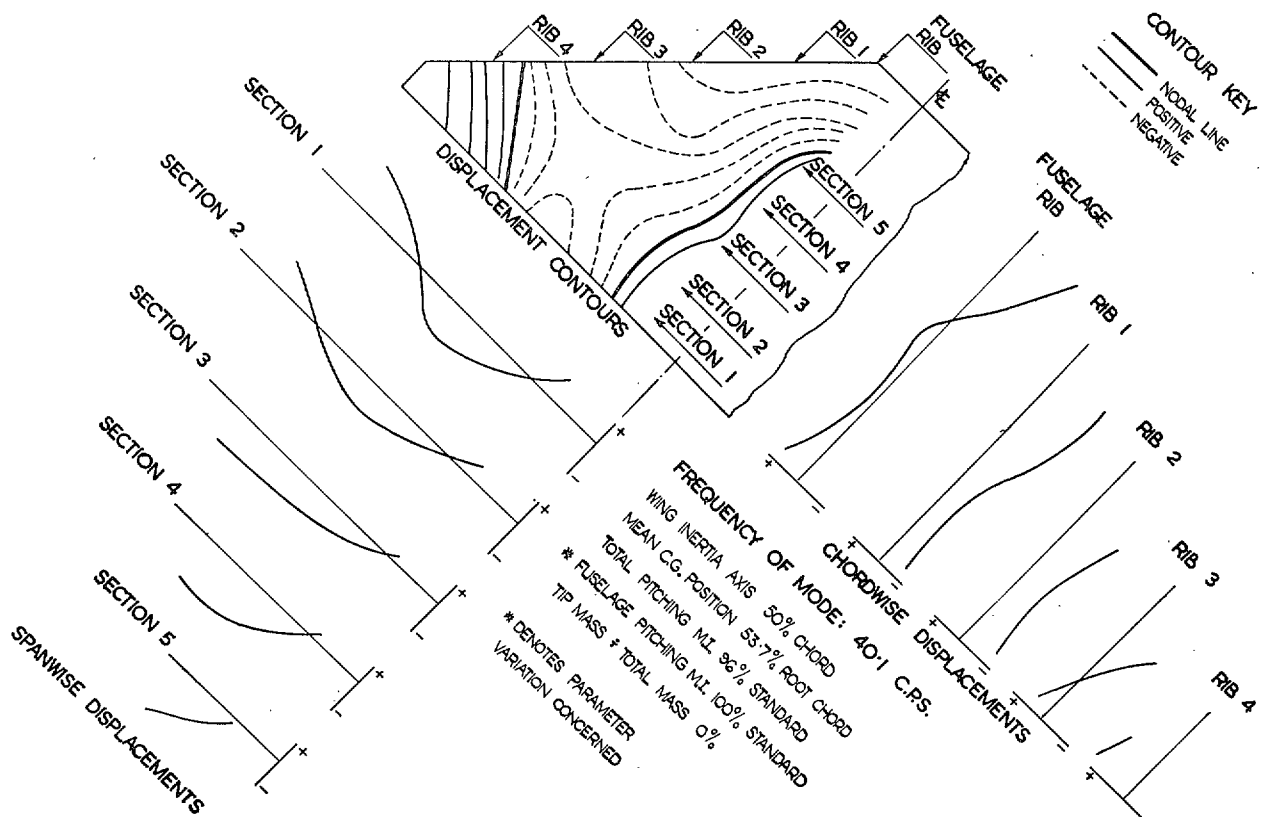 RIB 4
RIB 3
RIB 2
RIB 1
FUSELAGE
RIB
℄
CONTOUR KEY
NODAL LINE
POSITIVE
NEGATIVE
DISPLACEMENT CONTOURS
SECTION 5
SECTION 4
SECTION 3
SECTION 2
SECTION 1
SECTION 1
SECTION 2
SECTION 3
SECTION 4
SECTION 5
SPANWISE DISPLACEMENTS
+
-
+
-
+
-
+
-
+
-
FUSELAGE
RIB
RIB 1
RIB 2
RIB 3
RIB 4
+
-
+
-
+
-
+
-
+
CHORDWISE DISPLACEMENTS
FREQUENCY OF MODE: 40·1 C.P.S.
WING INERTIA AXIS 50% CHORD
MEAN C.G. POSITION 53·7% ROOT CHORD
TOTAL PITCHING M.I. 96% STANDARD
* FUSELAGE PITCHING M.I. 100% STANDARD
TIP MASS ÷ TOTAL MASS 0%
* DENOTES PARAMETER
VARIATION CONCERNED